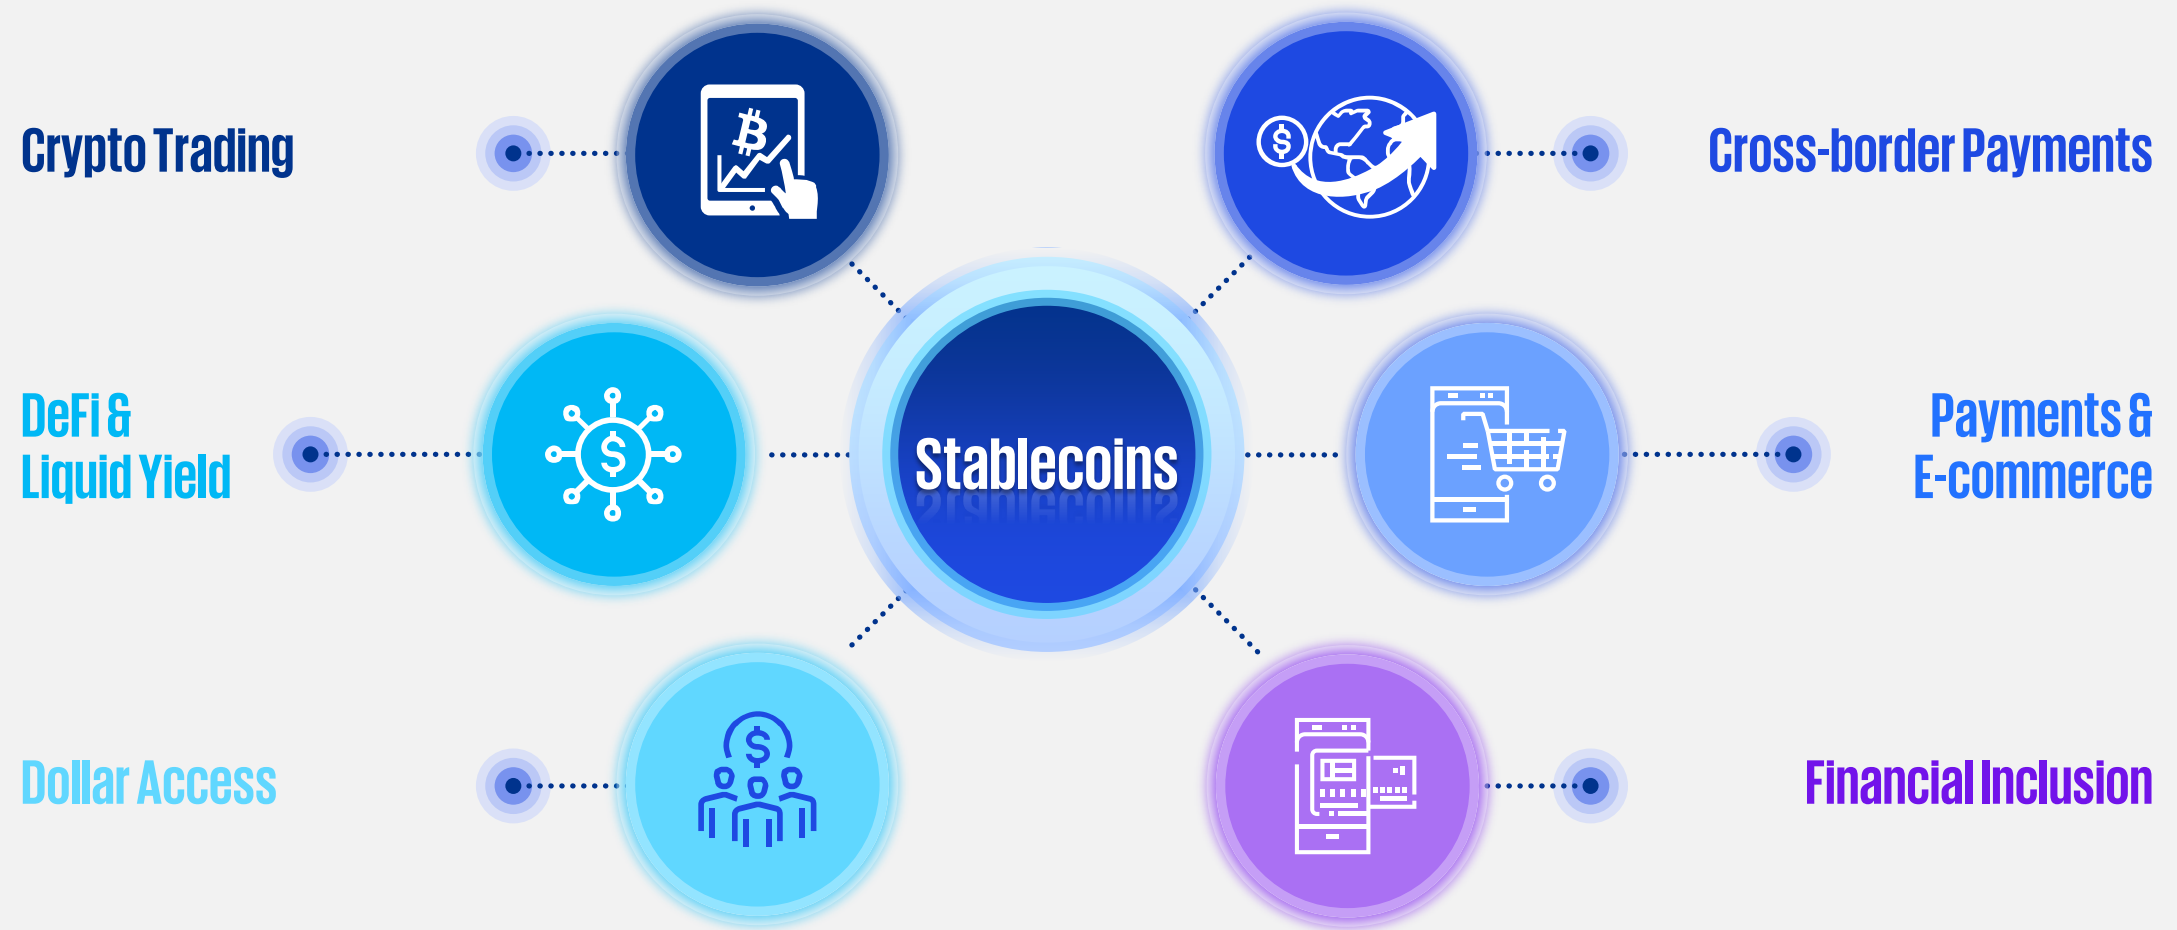 Crypto Trading
Cross-border Payments
DeFi &
Liquid Yield
Stablecoins
Payments &
E-commerce
Dollar Access
Financial Inclusion